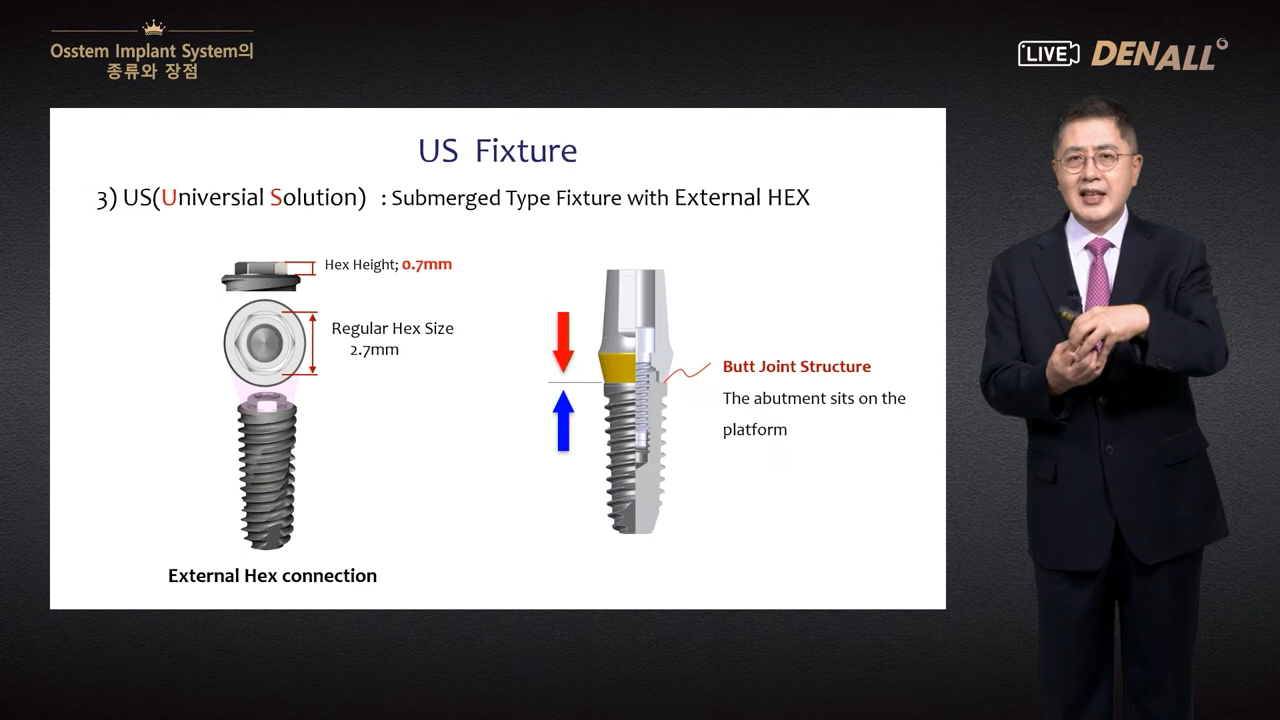 Osstem Implant System의
종류와 장점
LIVE
DENALL
US Fixture
3) US(Universial Solution) : Submerged Type Fixture with External HEX
Hex Height; 0.7mm
Regular Hex Size
2.7mm
Butt Joint Structure
The abutment sits on the
platform
External Hex connection